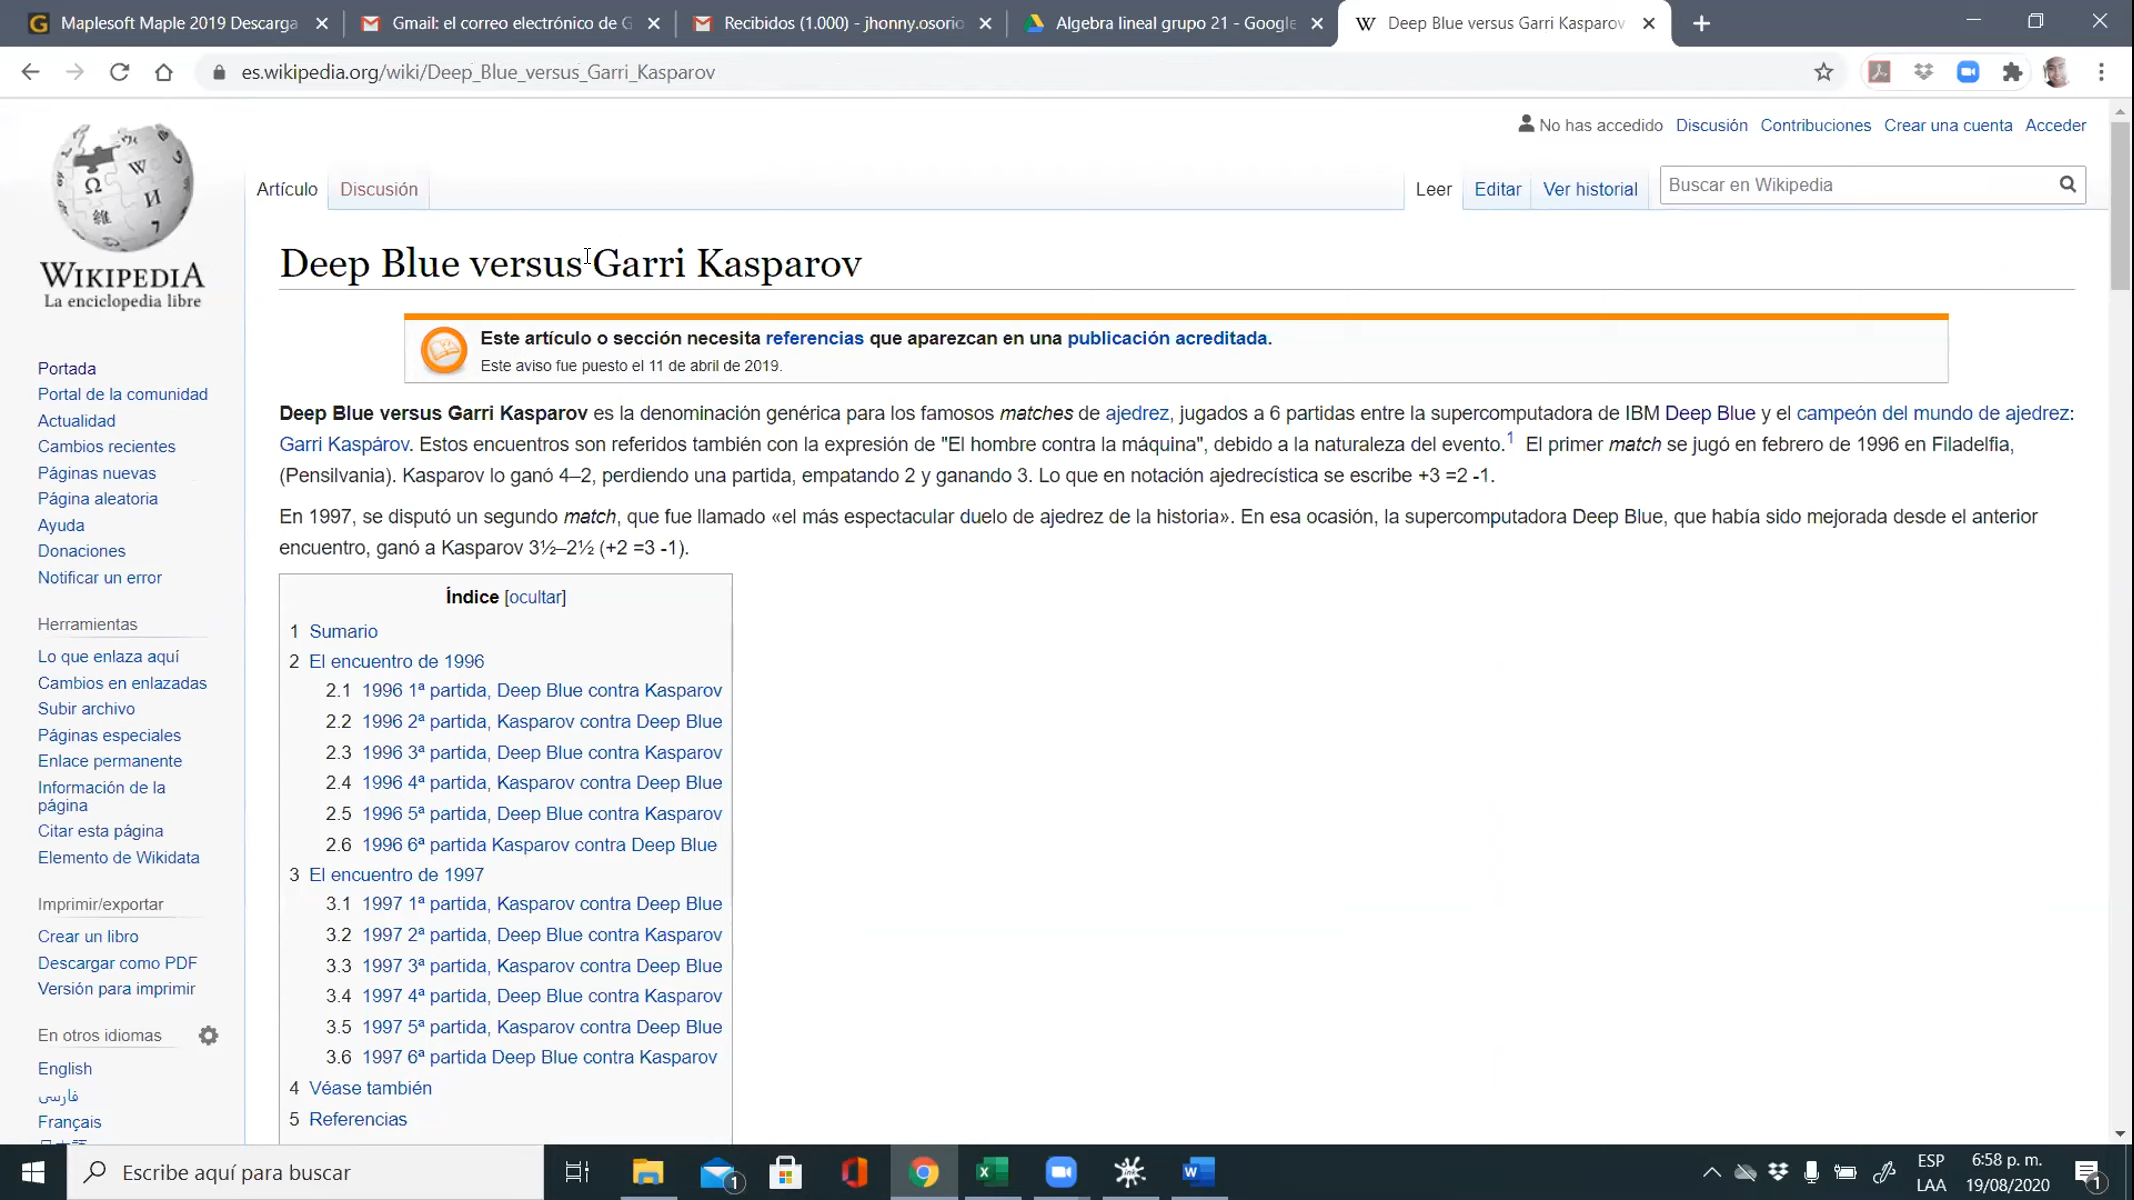 Maplesoft Maple 2019 Descarga
Gmail: el correo electrónico de G
Recibidos (1.000) - jhonny.osorio
Algebra lineal grupo 21 - Google
Deep Blue versus Garri Kasparov
es.wikipedia.org/wiki/Deep_Blue_versus_Garri_Kasparov
No has accedido Discusión Contribuciones Crear una cuenta Acceder
WIKIPEDIA
La enciclopedia libre
Artículo Discusión Leer Editar Ver historial Buscar en Wikipedia
Deep Blue versus Garri Kasparov
Este artículo o sección necesita referencias que aparezcan en una publicación acreditada.
Este aviso fue puesto el 11 de abril de 2019.
Deep Blue versus Garri Kasparov es la denominación genérica para los famosos matches de ajedrez, jugados a 6 partidas entre la supercomputadora de IBM Deep Blue y el campeón del mundo de ajedrez:
Garri Kaspárov. Estos encuentros son referidos también con la expresión de "El hombre contra la máquina", debido a la naturaleza del evento.1 El primer match se jugó en febrero de 1996 en Filadelfia,
(Pensilvania). Kasparov lo ganó 4–2, perdiendo una partida, empatando 2 y ganando 3. Lo que en notación ajedrecística se escribe +3 =2 -1.
En 1997, se disputó un segundo match, que fue llamado «el más espectacular duelo de ajedrez de la historia». En esa ocasión, la supercomputadora Deep Blue, que había sido mejorada desde el anterior
encuentro, ganó a Kasparov 3½–2½ (+2 =3 -1).
Índice [ocultar]
1 Sumario
2 El encuentro de 1996
2.1 1996 1ª partida, Deep Blue contra Kasparov
2.2 1996 2ª partida, Kasparov contra Deep Blue
2.3 1996 3ª partida, Deep Blue contra Kasparov
2.4 1996 4ª partida, Kasparov contra Deep Blue
2.5 1996 5ª partida, Deep Blue contra Kasparov
2.6 1996 6ª partida Kasparov contra Deep Blue
3 El encuentro de 1997
3.1 1997 1ª partida, Kasparov contra Deep Blue
3.2 1997 2ª partida, Deep Blue contra Kasparov
3.3 1997 3ª partida, Kasparov contra Deep Blue
3.4 1997 4ª partida, Deep Blue contra Kasparov
3.5 1997 5ª partida, Kasparov contra Deep Blue
3.6 1997 6ª partida Deep Blue contra Kasparov
4 Véase también
5 Referencias
Portada
Portal de la comunidad
Actualidad
Cambios recientes
Páginas nuevas
Página aleatoria
Ayuda
Donaciones
Notificar un error
Herramientas
Lo que enlaza aquí
Cambios en enlazadas
Subir archivo
Páginas especiales
Enlace permanente
Información de la
página
Citar esta página
Elemento de Wikidata
Imprimir/exportar
Crear un libro
Descargar como PDF
Versión para imprimir
En otros idiomas
English
فارسی
Français
Escribe aquí para buscar
1
ESP
LAA
6:58 p. m.
19/08/2020
1